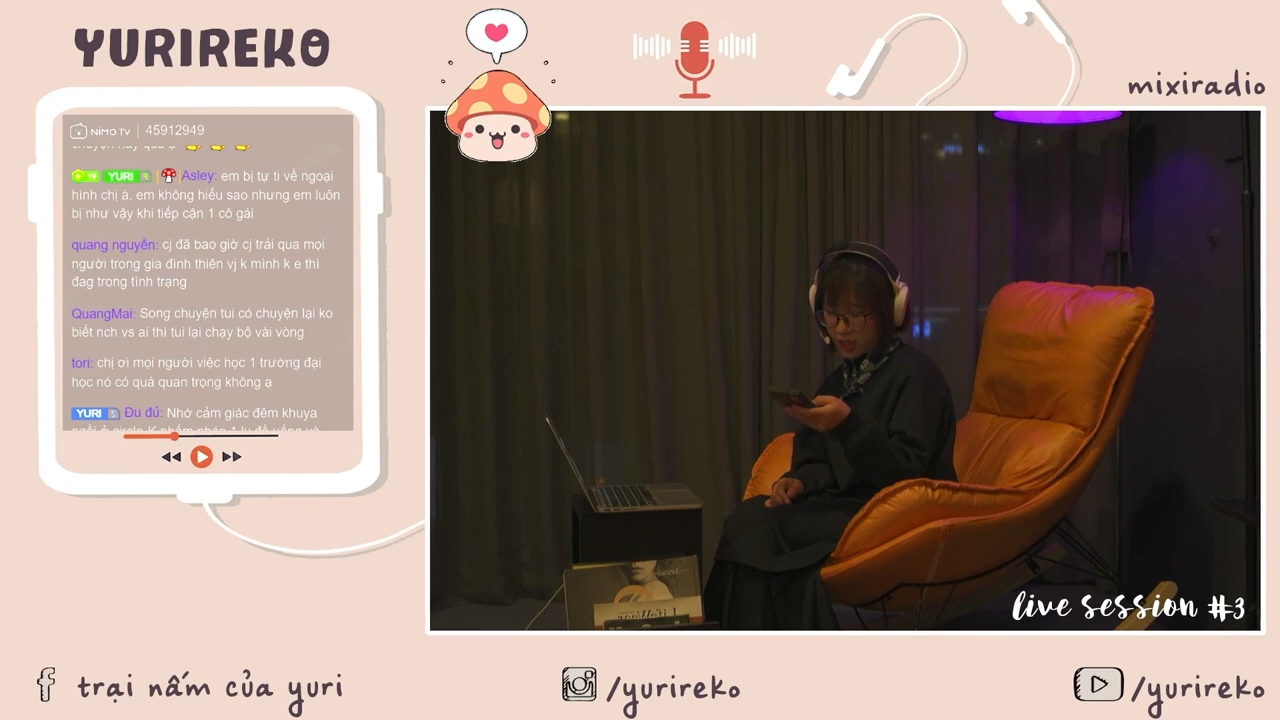 YURIREKO
mixiradio
NIMO TV | 45912949
YURI Asley: em bị tự ti về ngoại
hình chị à, em không hiểu sao nhưng em luôn
bị như vậy khi tiếp cận 1 cô gái
quang nguyễn: cj đã bao giờ cj trải qua mọi
người trong gia đình thiên vj k mình k e thì
đag trong tình trạng
QuangMai: Song chuyện tui có chuyện lại ko
biết nch vs ai thì tui lại chạy bộ vài vòng
tori: chị ơi mọi người việc học 1 trường đại
học nó có quá quan trọng không ạ
YURI Đu đủ: Nhớ cảm giác đêm khuya
live session #3
trại nấm của yuri
/yurireko
/yurireko